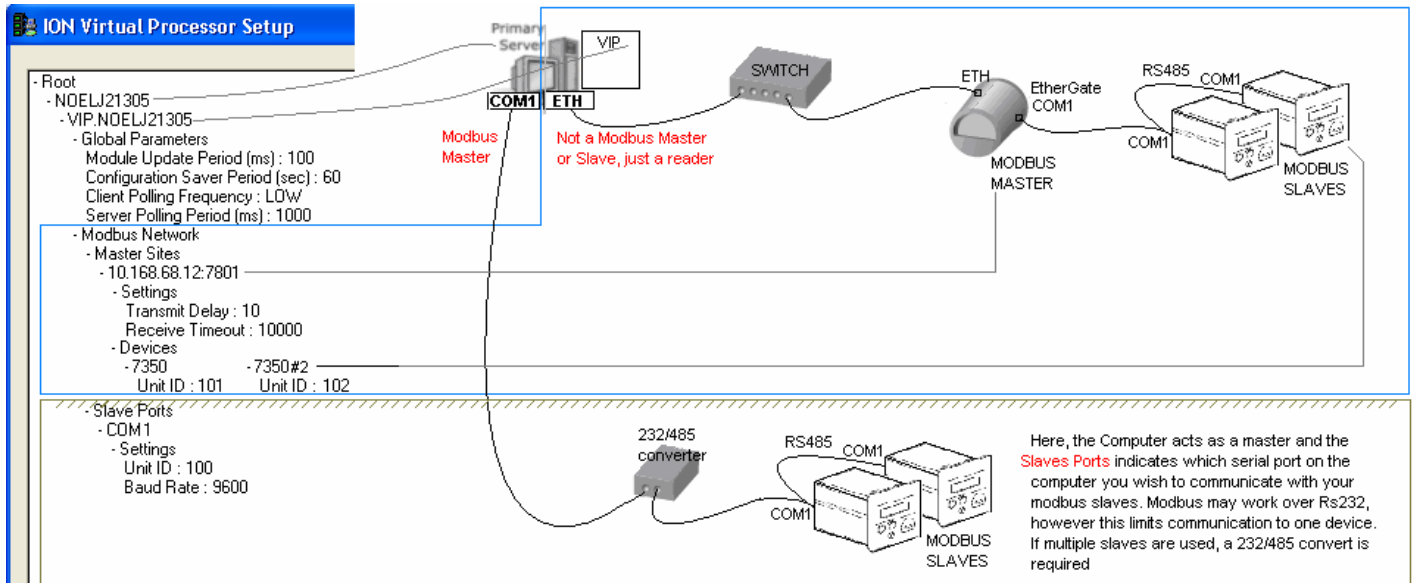 ION Virtual Processor Setup
- Root
- NOELJ21305
- VIP.NOELJ21305
- Global Parameters
Module Update Period (ms) : 100
Configuration Saver Period (sec) : 60
Client Polling Frequency : LOW
Server Polling Period (ms) : 1000
- Modbus Network
- Master Sites
- 10.168.68.12:7801
- Settings
Transmit Delay : 10
Receive Timeout : 10000
- Devices
- 7350 - 7350#2
Unit ID : 101 Unit ID : 102
- Slave Ports
- COM1
- Settings
Unit ID : 100
Baud Rate : 9600
Primary
Server
VIP
COM1 ETH
Modbus
Master
Not a Modbus Master
or Slave, just a reader
SWITCH
ETH
EtherGate
COM1
MODBUS
MASTER
RS485
COM1
COM1
MODBUS
SLAVES
232/485
converter
RS485
COM1
COM1
MODBUS
SLAVES
Here, the Computer acts as a master and the
Slaves Ports indicates which serial port on the
computer you wish to communicate with your
modbus slaves. Modbus may work over Rs232,
however this limits communication to one device.
If multiple slaves are used, a 232/485 convert is
required